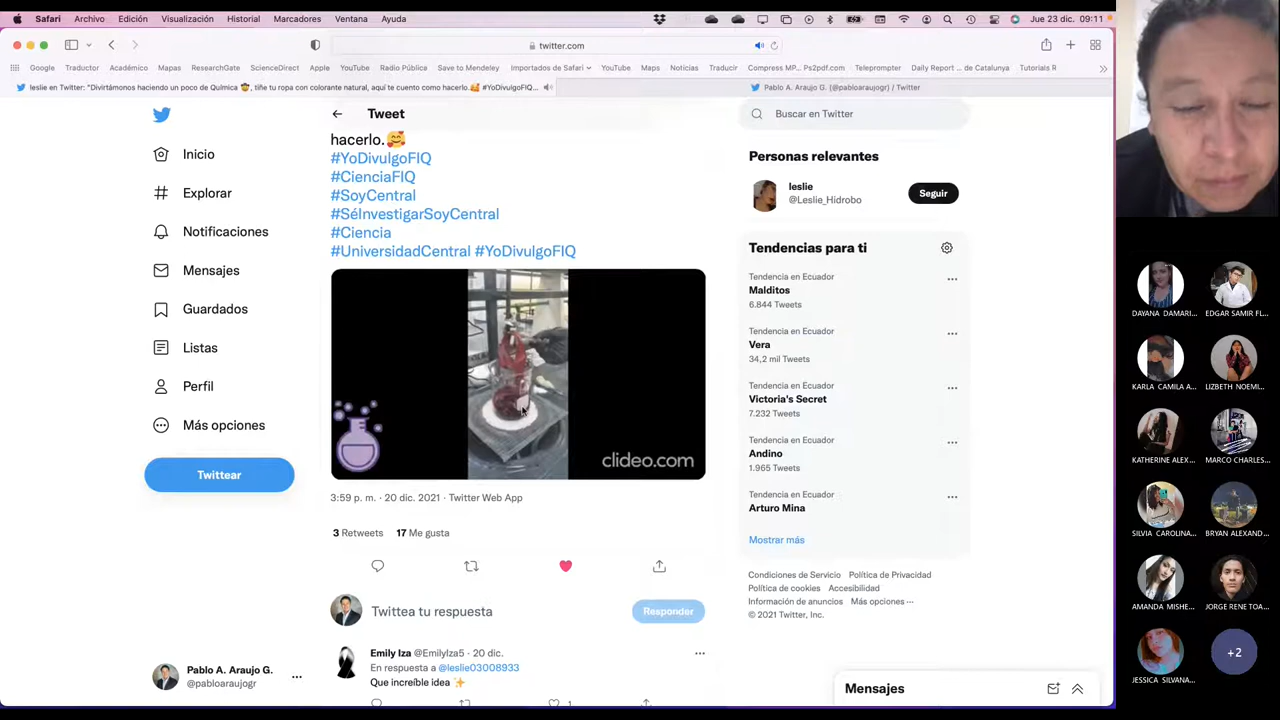 Safari Archivo Edición Visualización Historial Marcadores Ventana Ayuda
Jue 23 dic. 09:11
twitter.com
Google Traductor Académico Mapas ResearchGate ScienceDirect Apple YouTube Radio Pública Save to Mendeley Importados de Safari YouTube Maps Noticias Traducir Compress MP... Ps2pdf.com Teleprompter Daily Report ... de Catalunya Tutorials R
leslie en Twitter: "Divirtámonos haciendo un poco de Química 🤠, tiñe tu ropa con colorante natural, aquí te cuento como hacerlo.🥰 #YoDivulgoFIQ...
Pablo A. Araujo G. (@pabloaraujogr) / Twitter
Inicio
Explorar
Notificaciones
Mensajes
Guardados
Listas
Perfil
Más opciones
Twittear
Pablo A. Araujo G.
@pabloaraujogr
Tweet
hacerlo.🥰
#YoDivulgoFIQ
#CienciaFIQ
#SoyCentral
#SéInvestigarSoyCentral
#Ciencia
#UniversidadCentral #YoDivulgoFIQ
clideo.com
3:59 p. m. · 20 dic. 2021 · Twitter Web App
3 Retweets 17 Me gusta
Twittea tu respuesta
Responder
Emily Iza @EmilyIza5 · 20 dic.
En respuesta a @leslie03008933
Que increíble idea ✨
1
Buscar en Twitter
Personas relevantes
leslie
@Leslie_Hidrobo
Seguir
Tendencias para ti
Tendencia en Ecuador
Malditos
6.844 Tweets
Tendencia en Ecuador
Vera
34,2 mil Tweets
Tendencia en Ecuador
Victoria's Secret
7.232 Tweets
Tendencia en Ecuador
Andino
1.965 Tweets
Tendencia en Ecuador
Arturo Mina
Mostrar más
Condiciones de Servicio Política de Privacidad
Política de cookies Accesibilidad
Información de anuncios Más opciones ···
© 2021 Twitter, Inc.
Mensajes
DAYANA DAMARI...
EDGAR SAMIR FL...
KARLA CAMILA A...
LIZBETH NOEMI...
KATHERINE ALEX...
MARCO CHARLES...
SILVIA CAROLINA...
BRYAN ALEXAND...
AMANDA MISHE...
JORGE RENE TOA...
JESSICA SILVANA...
+2